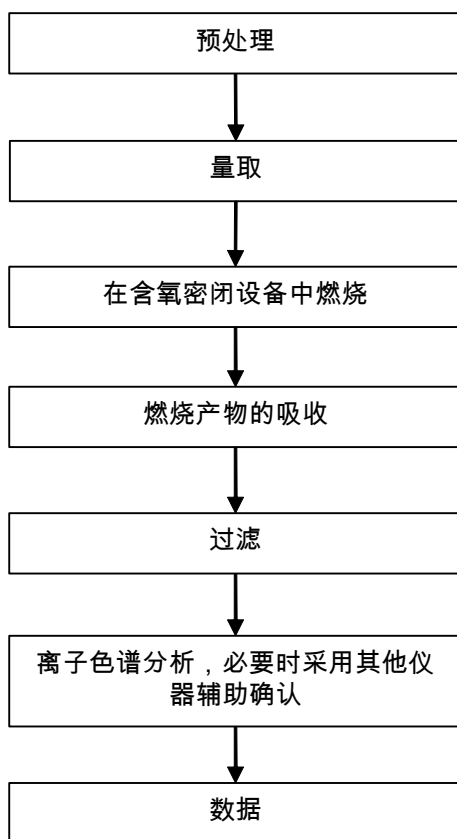 预处理
量取
在含氧密闭设备中燃烧
燃烧产物的吸收
过滤
离子色谱分析，必要时采用其他仪
器辅助确认
数据